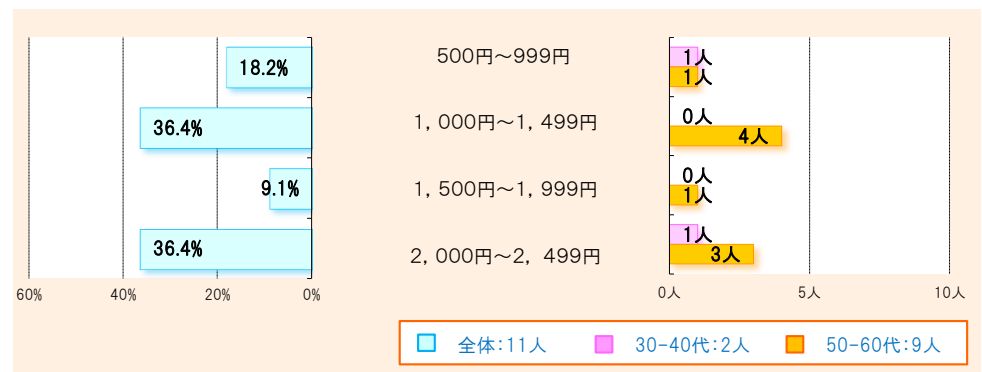 500円～999円
18.2%
1人
1人
1，000円～1，499円
36.4%
0人
4人
1，500円～1，999円
9.1%
0人
1人
2，000円～2，499円
36.4%
1人
3人
60% 40% 20% 0%
0人 5人 10人
全体：11人 30-40代：2人 50-60代：9人